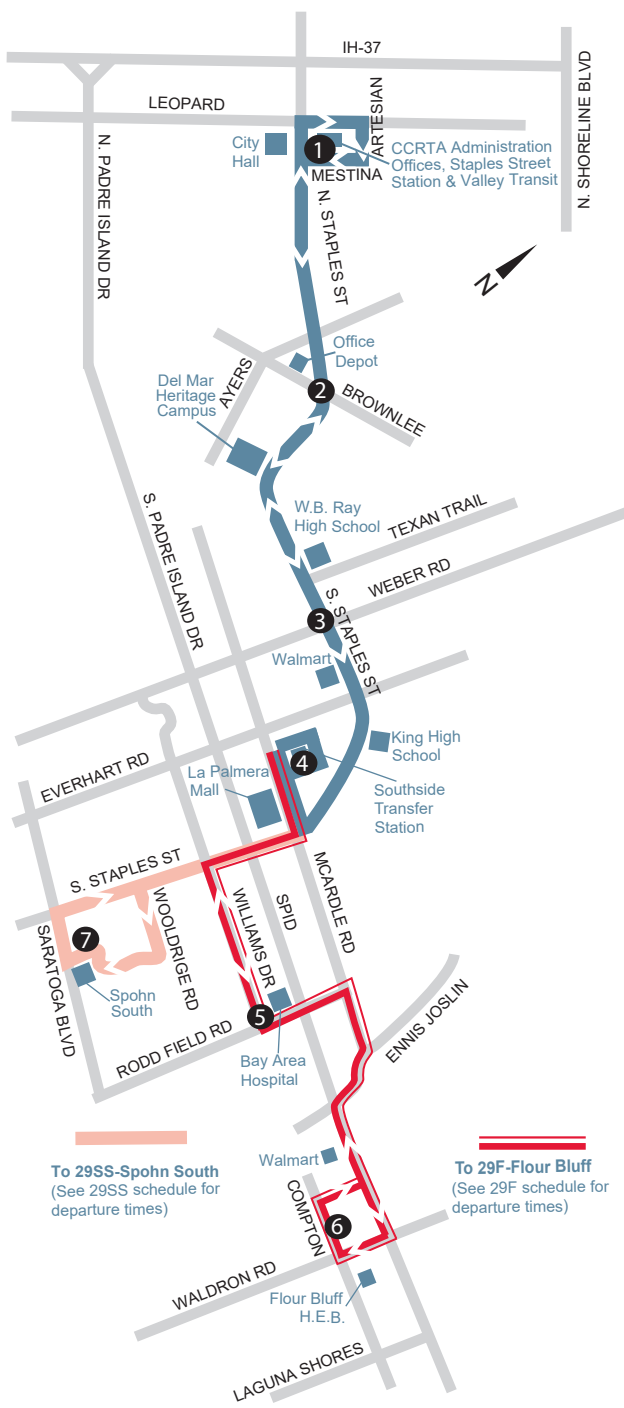 IH-37
LEOPARD
ARTESIAN
N. SHORELINE BLVD
N. PADRE ISLAND DR
City
Hall
1
CCRTA Administration
Offices, Staples Street
Station & Valley Transit
MESTINA
N. STAPLES ST
N
Office
Depot
AYERS
2
BROWNLEE
Del Mar
Heritage
Campus
W.B. Ray
High School
TEXAN TRAIL
S. PADRE ISLAND DR
WEBER RD
3
S. STAPLES ST
Walmart
King High
School
EVERHART RD
4
La Palmera
Mall
Southside
Transfer
Station
S. STAPLES ST
MCARDLE RD
SPID
WILLIAMS DR
WOOLDRIGE RD
7
SARATOGA BLVD
Spohn
South
5
RODD FIELD RD
ENNIS JOSLIN
Bay Area
Hospital
To 29SS-Spohn South
(See 29SS schedule for
departure times)
Walmart
To 29F-Flour Bluff
(See 29F schedule for
departure times)
COMPTON
6
WALDRON RD
Flour Bluff
H.E.B.
LAGUNA SHORES